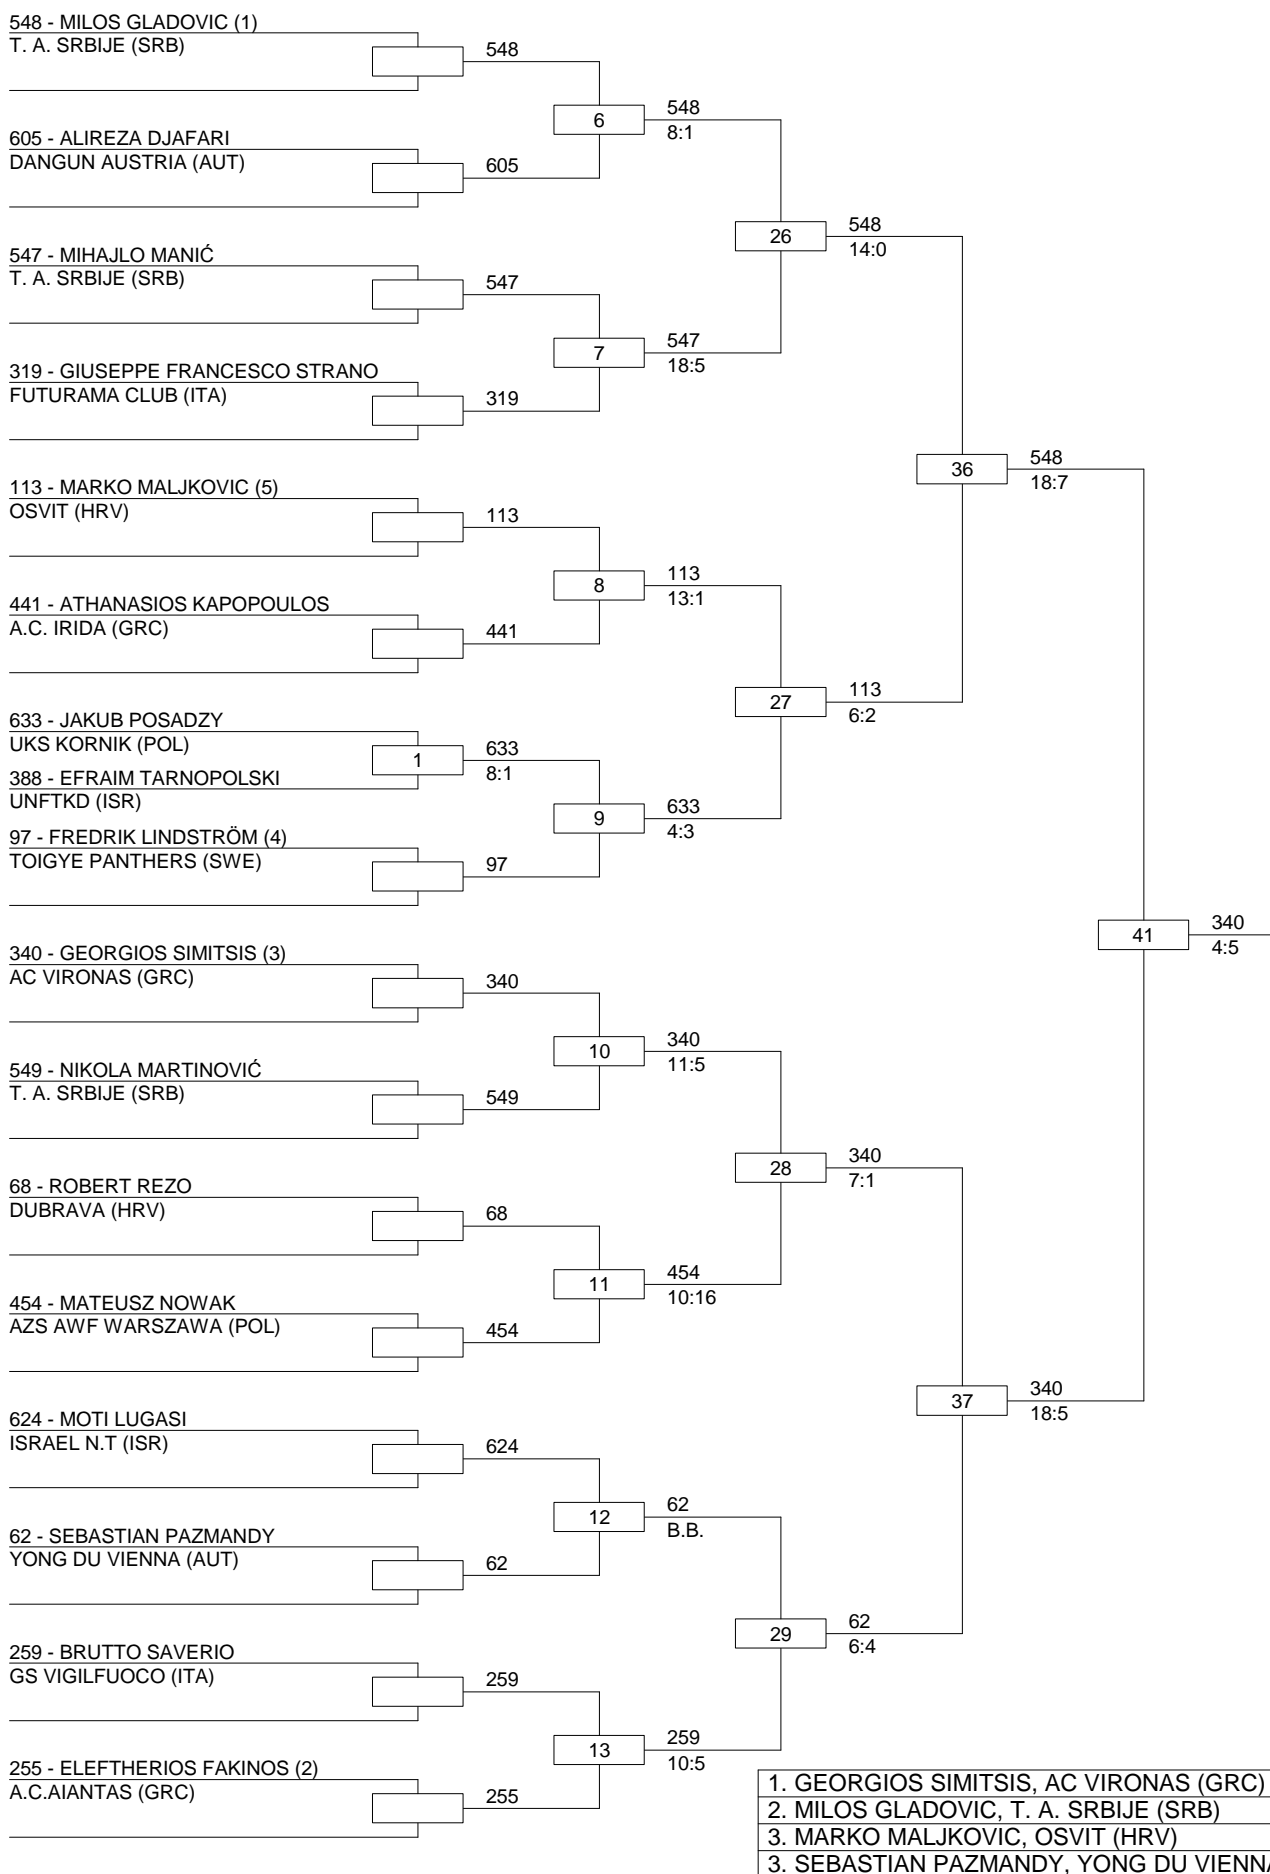 548 - MILOS GLADOVIC (1)
T. A. SRBIJE (SRB)
548
6
548
8:1
605 - ALIREZA DJAFARI
DANGUN AUSTRIA (AUT)
605
26
548
14:0
547 - MIHAJLO MANIĆ
T. A. SRBIJE (SRB)
547
7
547
18:5
319 - GIUSEPPE FRANCESCO STRANO
FUTURAMA CLUB (ITA)
319
36
548
18:7
113 - MARKO MALJKOVIC (5)
OSVIT (HRV)
113
8
113
13:1
441 - ATHANASIOS KAPOPOULOS
A.C. IRIDA (GRC)
441
27
113
6:2
633 - JAKUB POSADZY
UKS KORNIK (POL)
1
633
8:1
388 - EFRAIM TARNOPOLSKI
UNFTKD (ISR)
9
633
4:3
97 - FREDRIK LINDSTRÖM (4)
TOIGYE PANTHERS (SWE)
97
41
340
4:5
340 - GEORGIOS SIMITSIS (3)
AC VIRONAS (GRC)
340
10
340
11:5
549 - NIKOLA MARTINOVIĆ
T. A. SRBIJE (SRB)
549
28
340
7:1
68 - ROBERT REZO
DUBRAVA (HRV)
68
11
454
10:16
454 - MATEUSZ NOWAK
AZS AWF WARSZAWA (POL)
454
37
340
18:5
624 - MOTI LUGASI
ISRAEL N.T (ISR)
624
12
62
B.B.
62 - SEBASTIAN PAZMANDY
YONG DU VIENNA (AUT)
62
29
62
6:4
259 - BRUTTO SAVERIO
GS VIGILFUOCO (ITA)
259
13
259
10:5
255 - ELEFTHERIOS FAKINOS (2)
A.C.AIANTAS (GRC)
255
1. GEORGIOS SIMITSIS, AC VIRONAS (GRC)
2. MILOS GLADOVIC, T. A. SRBIJE (SRB)
3. MARKO MALJKOVIC, OSVIT (HRV)
3. SEBASTIAN PAZMANDY, YONG DU VIENNA